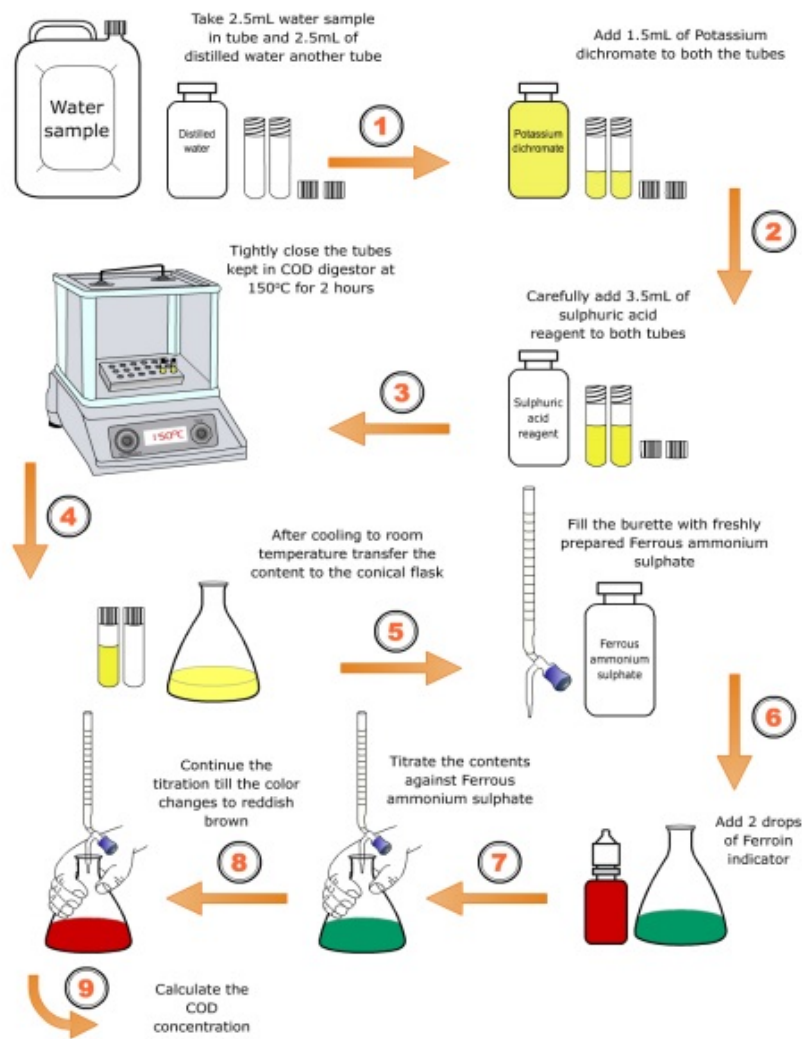 Take 2.5mL water sample
in tube and 2.5mL of
distilled water another tube
Water
sample
Distilled
water
1
Add 1.5mL of Potassium
dichromate to both the tubes
Potassium
dichromate
2
Carefully add 3.5mL of
sulphuric acid
reagent to both tubes
Sulphuric
acid
reagent
3
Tightly close the tubes
kept in COD digestor at
150°C for 2 hours
150°C
4
After cooling to room
temperature transfer the
content to the conical flask
5
Fill the burette with freshly
prepared Ferrous ammonium
sulphate
Ferrous
ammonium
sulphate
6
Add 2 drops
of Ferroin
indicator
7
Titrate the contents
against Ferrous
ammonium sulphate
8
Continue the
titration till the color
changes to reddish
brown
9
Calculate the
COD
concentration